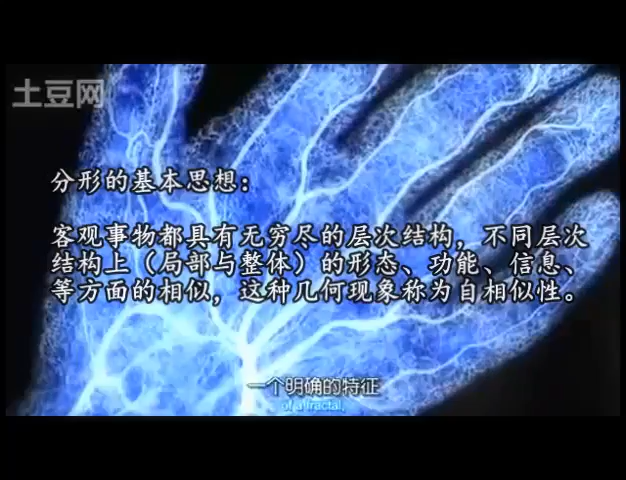 土豆网
分形的基本思想：
客观事物都具有无穷尽的层次结构，不同层次
结构上（局部与整体）的形态、功能、信息、
等方面的相似，这种几何现象称为自相似性。
一个明确的特征
of a fractal,